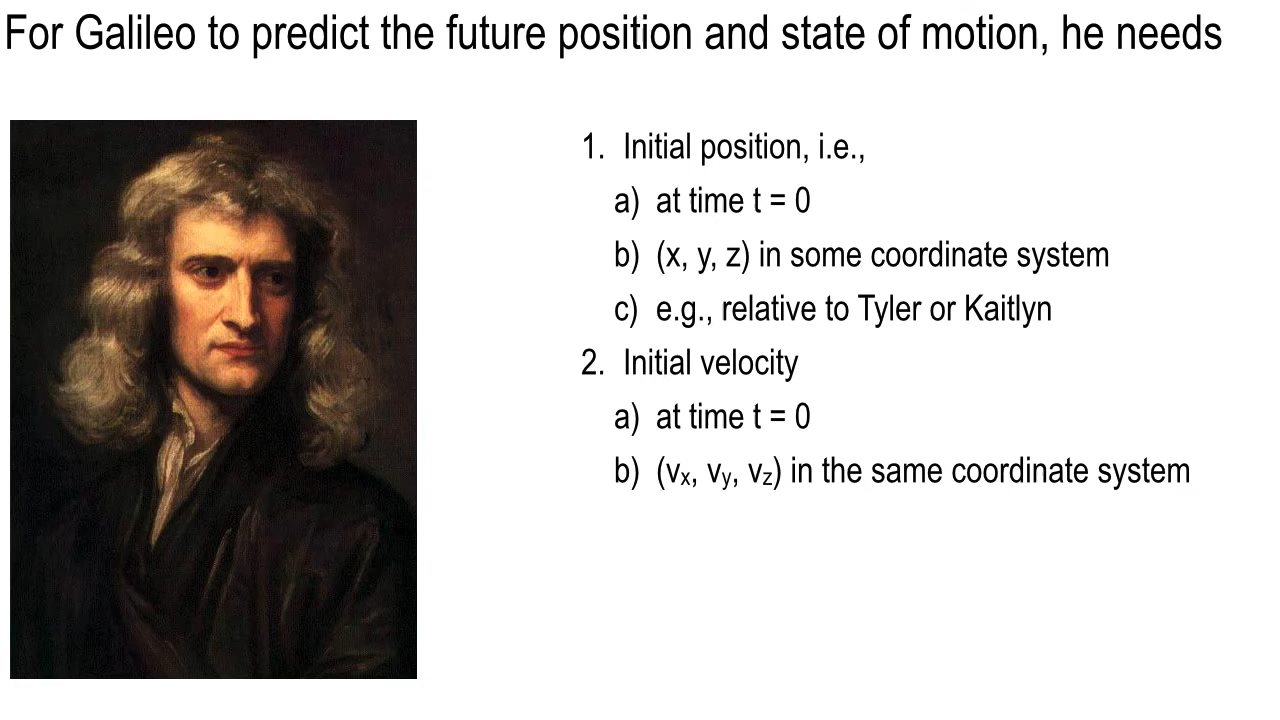 For Galileo to predict the future position and state of motion, he needs
1. Initial position, i.e.,
a) at time t = 0
b) (x, y, z) in some coordinate system
c) e.g., relative to Tyler or Kaitlyn
2. Initial velocity
a) at time t = 0
b) (vx, vy, vz) in the same coordinate system